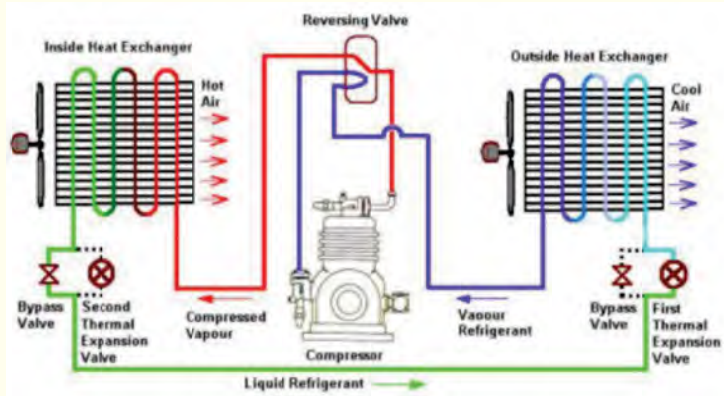 Reversing Valve
Inside Heat Exchanger
Outside Heat Exchanger
Hot
Air
Cool
Air
Bypass
Valve
Second
Thermal
Expansion
Valve
Compressed
Vapour
Compressor
Vaoour
Refrigerant
Bypass
Valve
First
Thermal
Expansion
Valve
Liquid Refrigerant